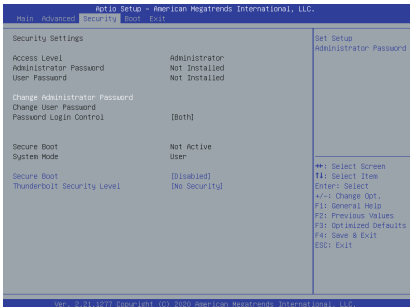 Aptio Setup – American Megatrends International, LLC.
Main Advanced Security Boot Exit
Security Settings
Access Level Administrator
Administrator Password Not Installed
User Password Not Installed
Change Administrator Password
Change User Password
Password Login Control [Both]
Secure Boot Not Active
System Mode User
Secure Boot [Disabled]
Thunderbolt Security Level [No Security]
Set Setup
Administrator Password
→←: Select Screen
↑↓: Select Item
Enter: Select
+/-: Change Opt.
F1: General Help
F2: Previous Values
F3: Optimized Defaults
F4: Save & Exit
ESC: Exit
Ver. 2.21.1277 Copyright (C) 2020 American Megatrends International, LLC.